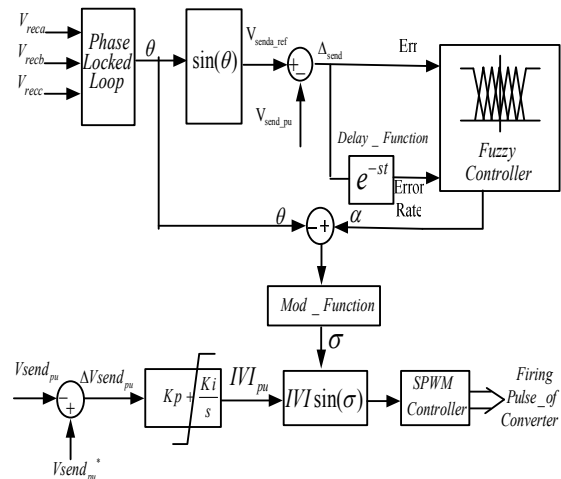 V_reca
V_recb
V_recc
Phase
Locked
Loop
θ
sin(θ)
V_senda_ref
+
−
V_send_pu
Δ_send
Err
Delay _ Function
e^{-st}
Error
Rate
Fuzzy
Controller
θ
- +
α
Mod _ Function
σ
Vsend_pu
−
+
Vsend_pu*
ΔVsend_pu
Kp + Ki/s
IVI_pu
IVI sin(σ)
SPWM
Controller
Firing
Pulse _of
Converter